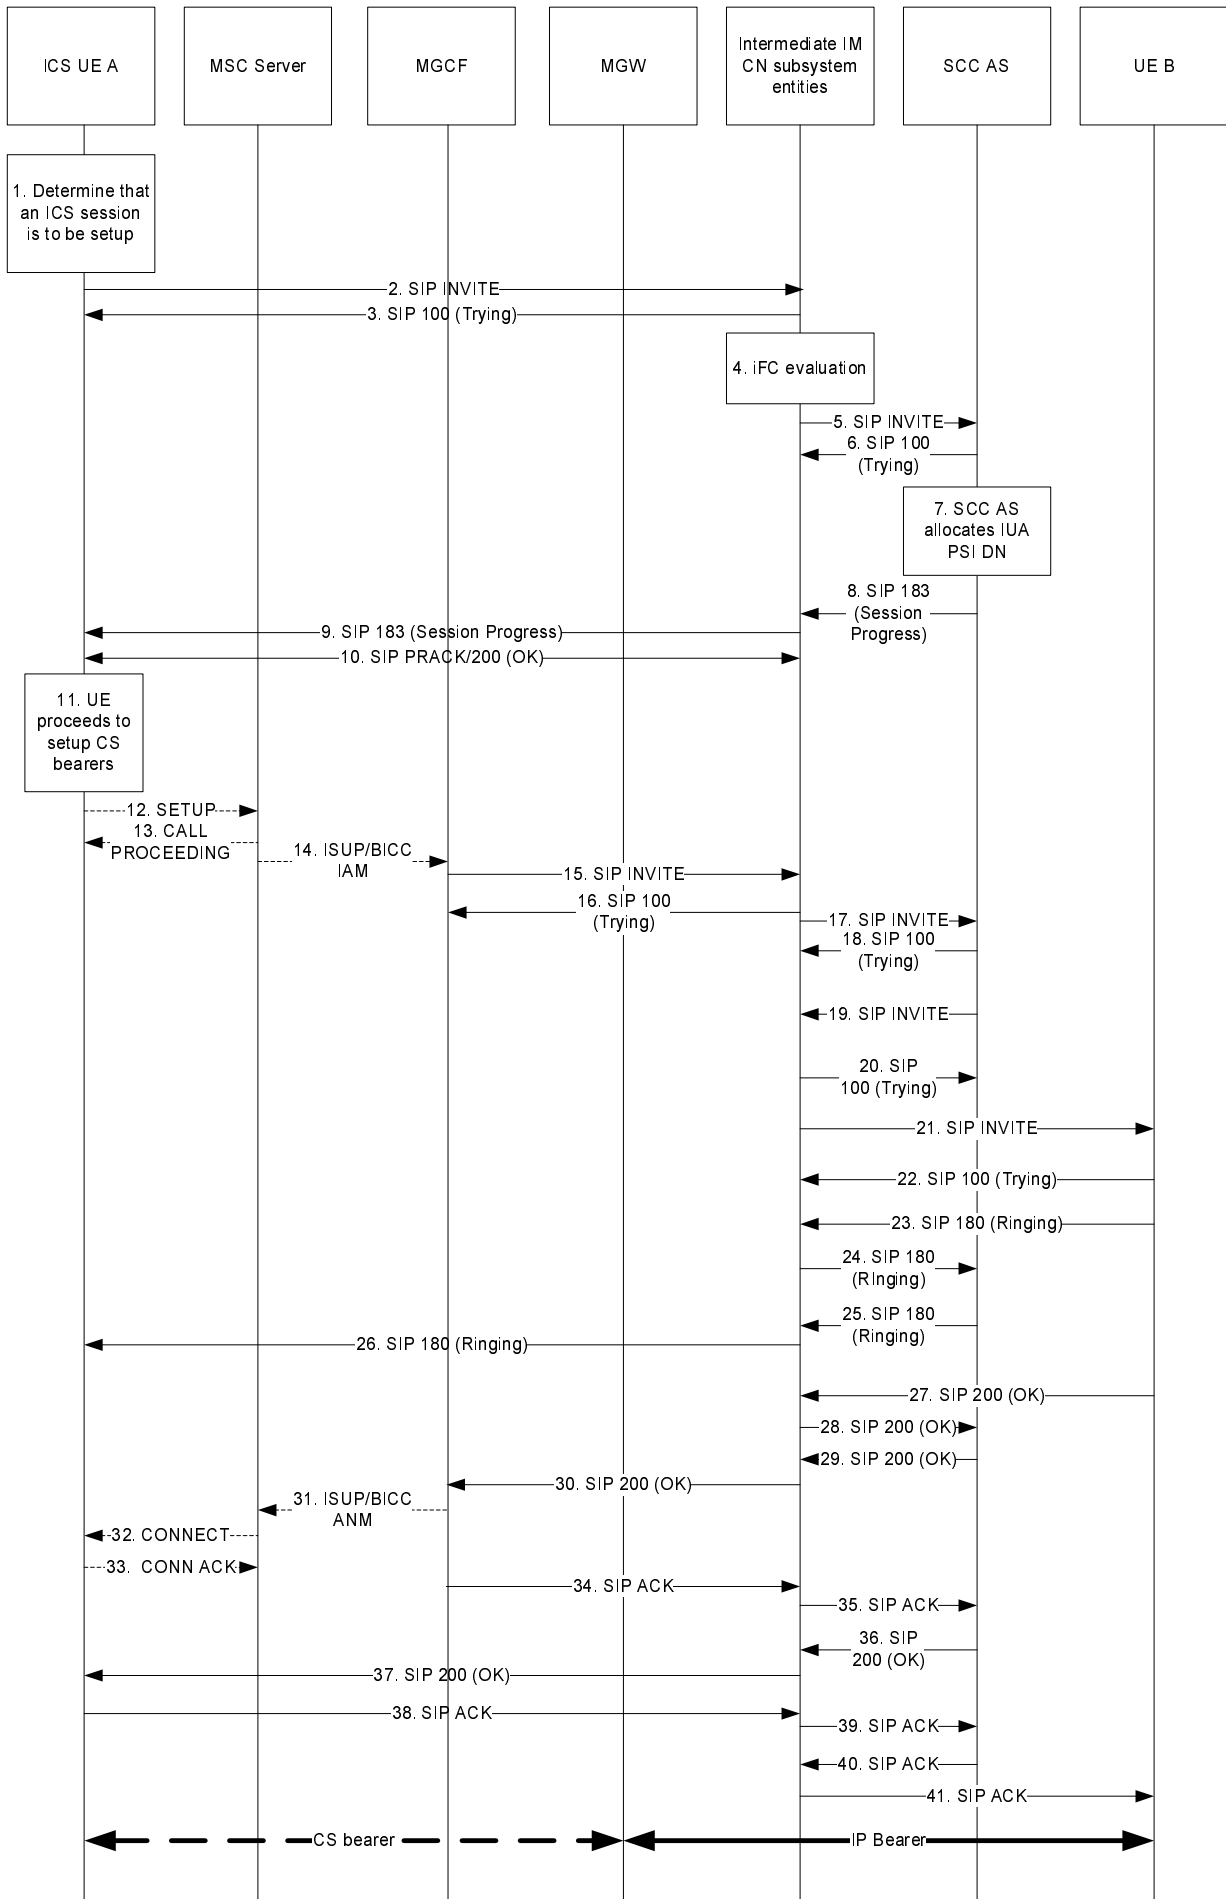 ICS UE A
MSC Server
MGCF
MGW
Intermediate IM
CN subsystem
entities
SCC AS
UE B
1. Determine that
an ICS session
is to be setup
2. SIP INVITE
3. SIP 100 (Trying)
4. iFC evaluation
5. SIP INVITE
6. SIP 100
(Trying)
7. SCC AS
allocates IUA
PSI DN
8. SIP 183
(Session
Progress)
9. SIP 183 (Session Progress)
10. SIP PRACK/200 (OK)
11. UE
proceeds to
setup CS
bearers
12. SETUP
13. CALL
PROCEEDING
14. ISUP/BICC
IAM
15. SIP INVITE
16. SIP 100
(Trying)
17. SIP INVITE
18. SIP 100
(Trying)
19. SIP INVITE
20. SIP
100 (Trying)
21. SIP INVITE
22. SIP 100 (Trying)
23. SIP 180 (Ringing)
24. SIP 180
(RInging)
25. SIP 180
(Ringing)
26. SIP 180 (Ringing)
27. SIP 200 (OK)
28. SIP 200 (OK)
29. SIP 200 (OK)
30. SIP 200 (OK)
31. ISUP/BICC
ANM
32. CONNECT
33. CONN ACK
34. SIP ACK
35. SIP ACK
36. SIP
200 (OK)
37. SIP 200 (OK)
38. SIP ACK
39. SIP ACK
40. SIP ACK
41. SIP ACK
CS bearer
IP Bearer